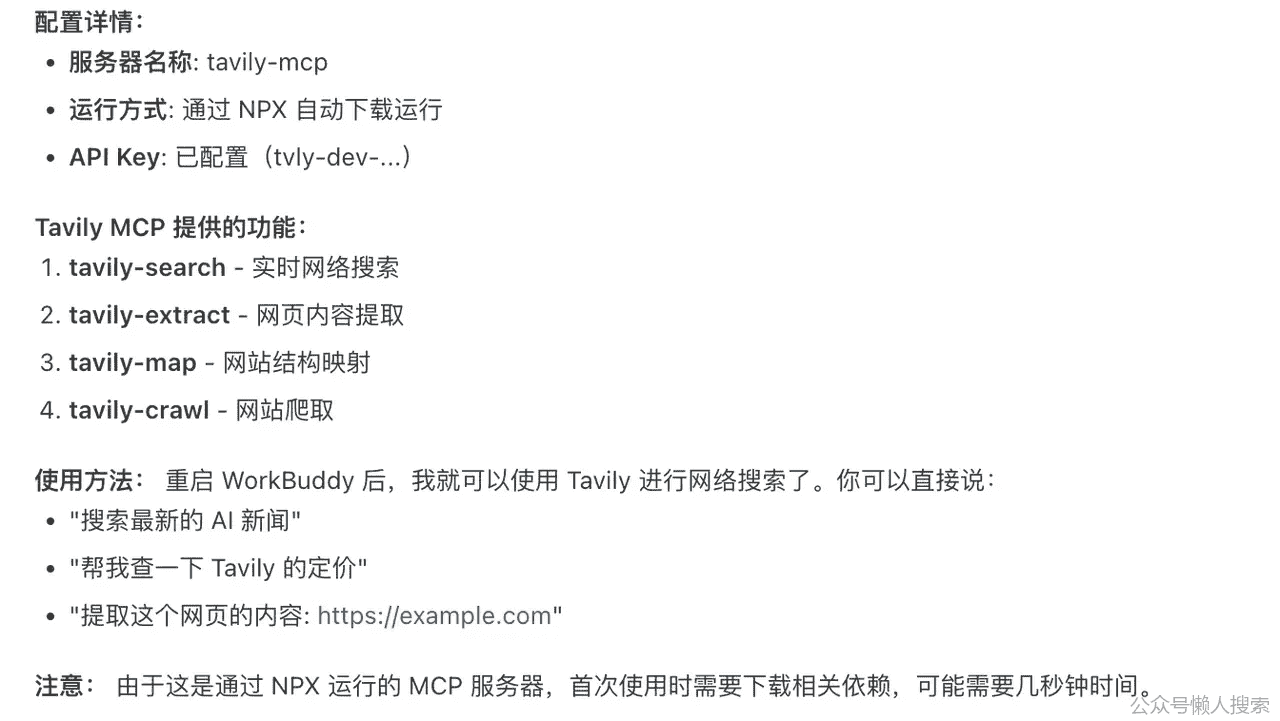 配置详情：
• 服务器名称: tavily-mcp
• 运行方式: 通过 NPX 自动下载运行
• API Key: 已配置（tvly-dev-...）
Tavily MCP 提供的功能：
1. tavily-search - 实时网络搜索
2. tavily-extract - 网页内容提取
3. tavily-map - 网站结构映射
4. tavily-crawl - 网站爬取
使用方法： 重启 WorkBuddy 后，我就可以使用 Tavily 进行网络搜索了。你可以直接说：
• "搜索最新的 AI 新闻"
• "帮我查一下 Tavily 的定价"
• "提取这个网页的内容: https://example.com"
注意： 由于这是通过 NPX 运行的 MCP 服务器，首次使用时需要下载相关依赖，可能需要几秒钟时间。
公众号懒人搜索